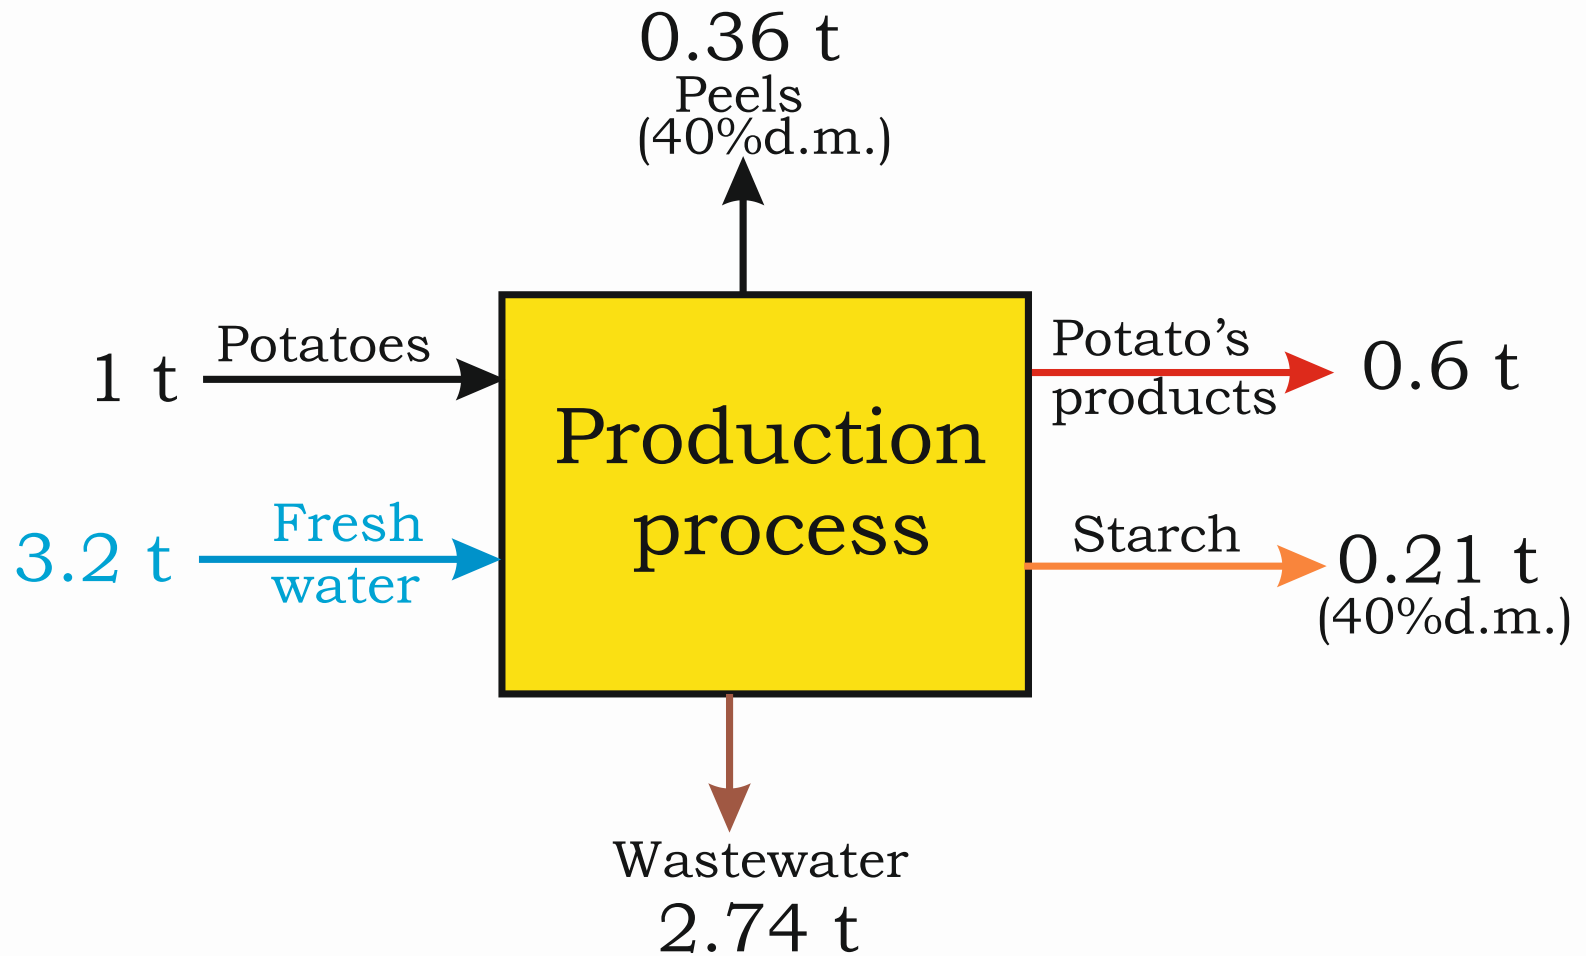 0.36 t
Peels
(40%d.m.)
1 t
Potatoes
Potato’s
products
0.6 t
Production
process
3.2 t
Fresh
water
Starch
0.21 t
(40%d.m.)
Wastewater
2.74 t